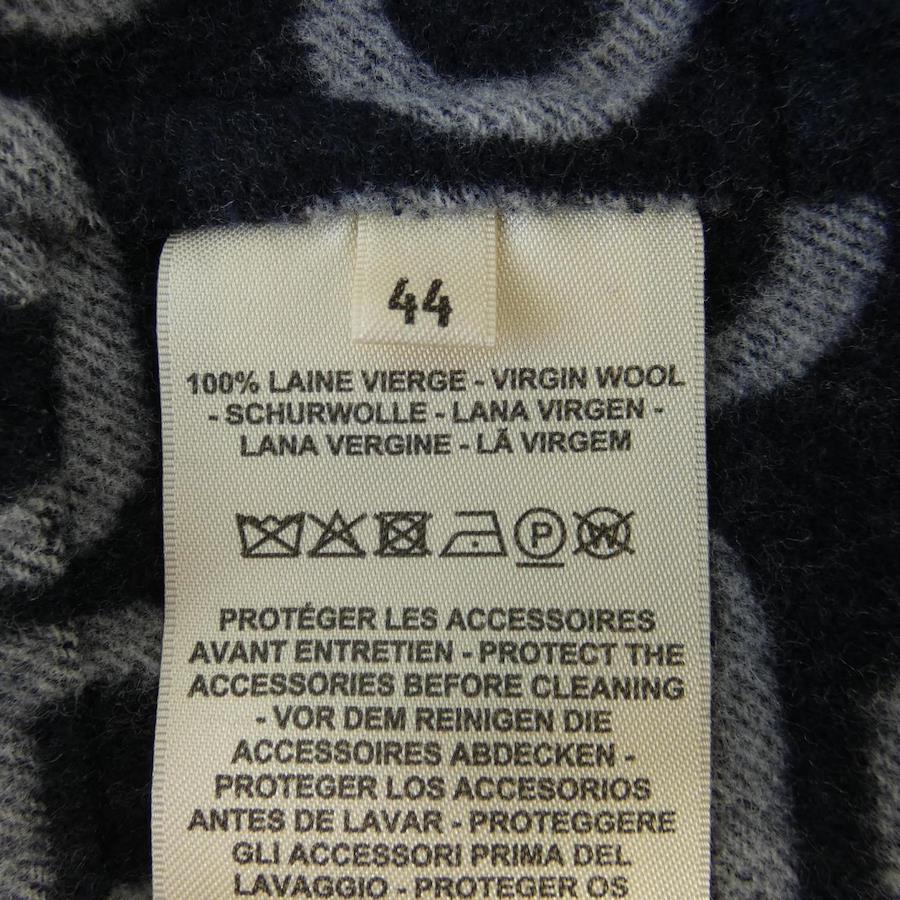 44
100% LAINE VIERGE - VIRGIN WOOL
- SCHURWOLLE - LANA VIRGEN -
LANA VERGINE - LÃ VIRGEM
P W
PROTÉGER LES ACCESSOIRES
AVANT ENTRETIEN - PROTECT THE
ACCESSORIES BEFORE CLEANING
- VOR DEM REINIGEN DIE
ACCESSOIRES ABDECKEN -
PROTEGER LOS ACCESORIOS
ANTES DE LAVAR - PROTEGGERE
GLI ACCESSORI PRIMA DEL
LAVAGGIO - PROTEGER OS